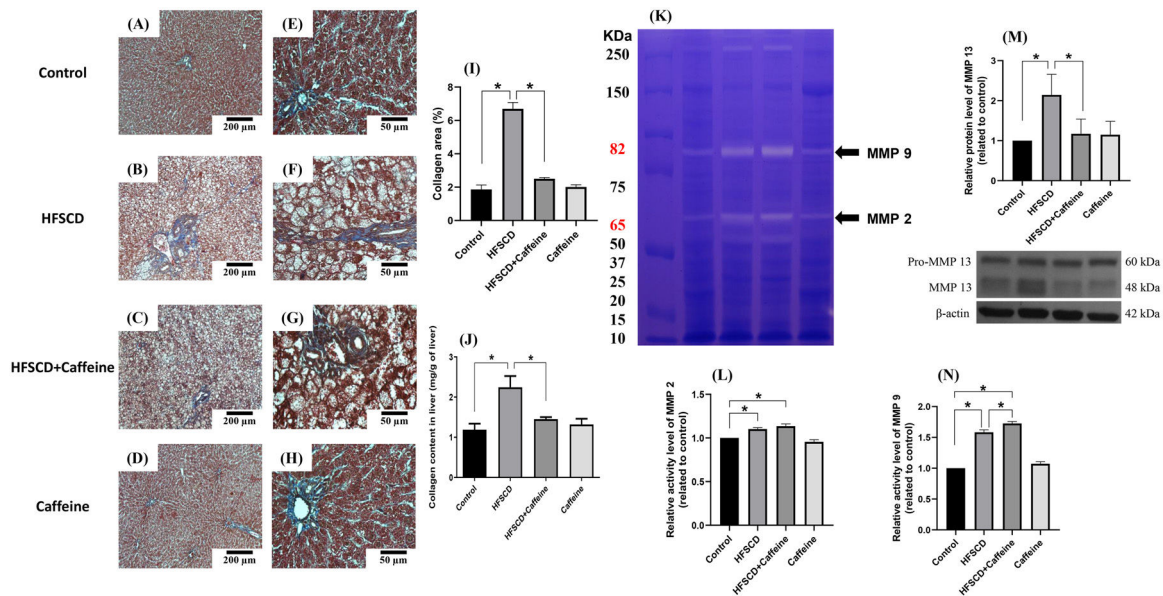 (A)
(E)
Control
200 µm
50 µm
(B)
(F)
HFSCD
200 µm
50 µm
(C)
(G)
HFSCD+Caffeine
200 µm
50 µm
(D)
(H)
Caffeine
200 µm
50 µm
(I)
Collagen area (%)
8
6
4
2
0
*
*
Control
HFSCD
HFSCD+Caffeine
Caffeine
(J)
Collagen content in liver (mg/g of liver)
3
2
1
0
*
*
Control
HFSCD
HFSCD+Caffeine
Caffeine
(K)
KDa
250
150
82
75
65
50
37
25
20
15
10
MMP 9
MMP 2
(L)
Relative activity level of MMP 2
(related to control)
1.5
1.0
0.5
0.0
*
*
Control
HFSCD
HFSCD+Caffeine
Caffeine
(M)
Relative protein level of MMP 13
(related to control)
3
2
1
0
*
*
Control
HFSCD
HFSCD+Caffeine
Caffeine
Pro-MMP 13
60 kDa
MMP 13
48 kDa
β-actin
42 kDa
(N)
Relative activity level of MMP 9
(related to control)
2.0
1.5
1.0
0.5
0.0
*
*
*
Control
HFSCD
HFSCD+Caffeine
Caffeine